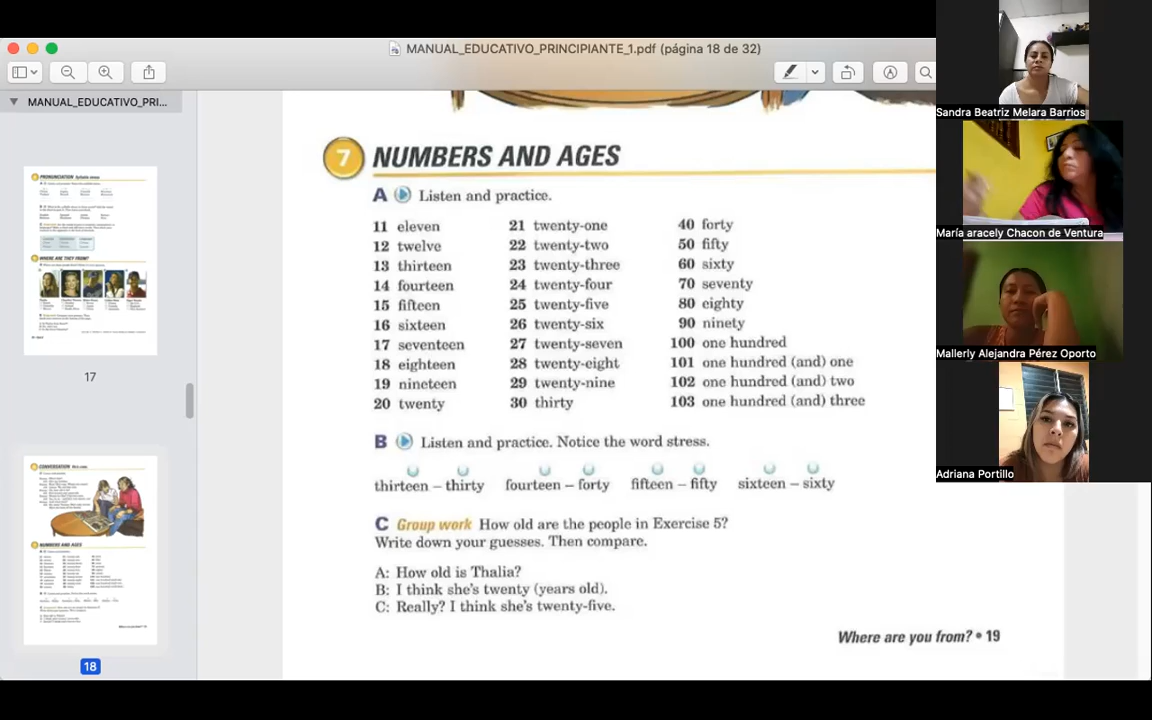 MANUAL_EDUCATIVO_PRINCIPIANTE_1.pdf (página 18 de 32)
MANUAL_EDUCATIVO_PRI...
17
18
7 NUMBERS AND AGES
A Listen and practice.
11 eleven 21 twenty-one 40 forty
12 twelve 22 twenty-two 50 fifty
13 thirteen 23 twenty-three 60 sixty
14 fourteen 24 twenty-four 70 seventy
15 fifteen 25 twenty-five 80 eighty
16 sixteen 26 twenty-six 90 ninety
17 seventeen 27 twenty-seven 100 one hundred
18 eighteen 28 twenty-eight 101 one hundred (and) one
19 nineteen 29 twenty-nine 102 one hundred (and) two
20 twenty 30 thirty 103 one hundred (and) three
B Listen and practice. Notice the word stress.
thirteen – thirty fourteen – forty fifteen – fifty sixteen – sixty
C Group work How old are the people in Exercise 5?
Write down your guesses. Then compare.
A: How old is Thalia?
B: I think she's twenty (years old).
C: Really? I think she's twenty-five.
Where are you from? • 19
Sandra Beatriz Melara Barrios
María aracely Chacon de Ventura
Mallerly Alejandra Pérez Oporto
Adriana Portillo